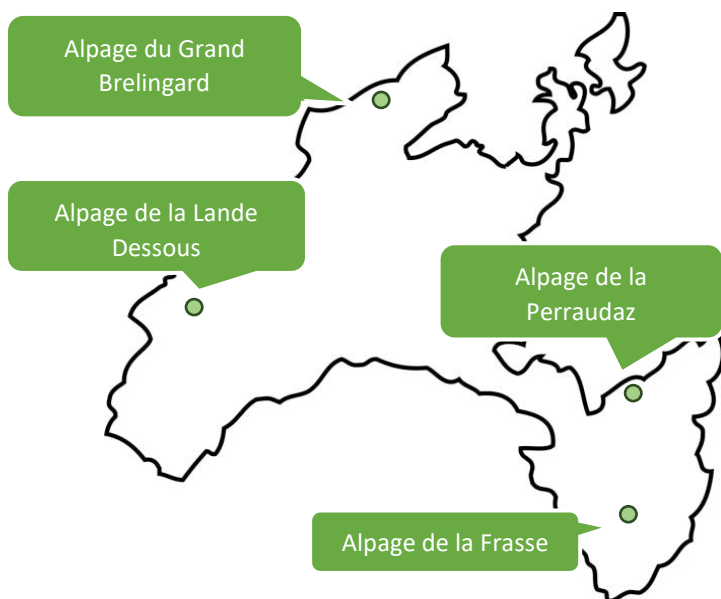 Alpage du Grand
Brelingard
Alpage de la Lande
Dessous
Alpage de la
Perraudaz
Alpage de la Frasse